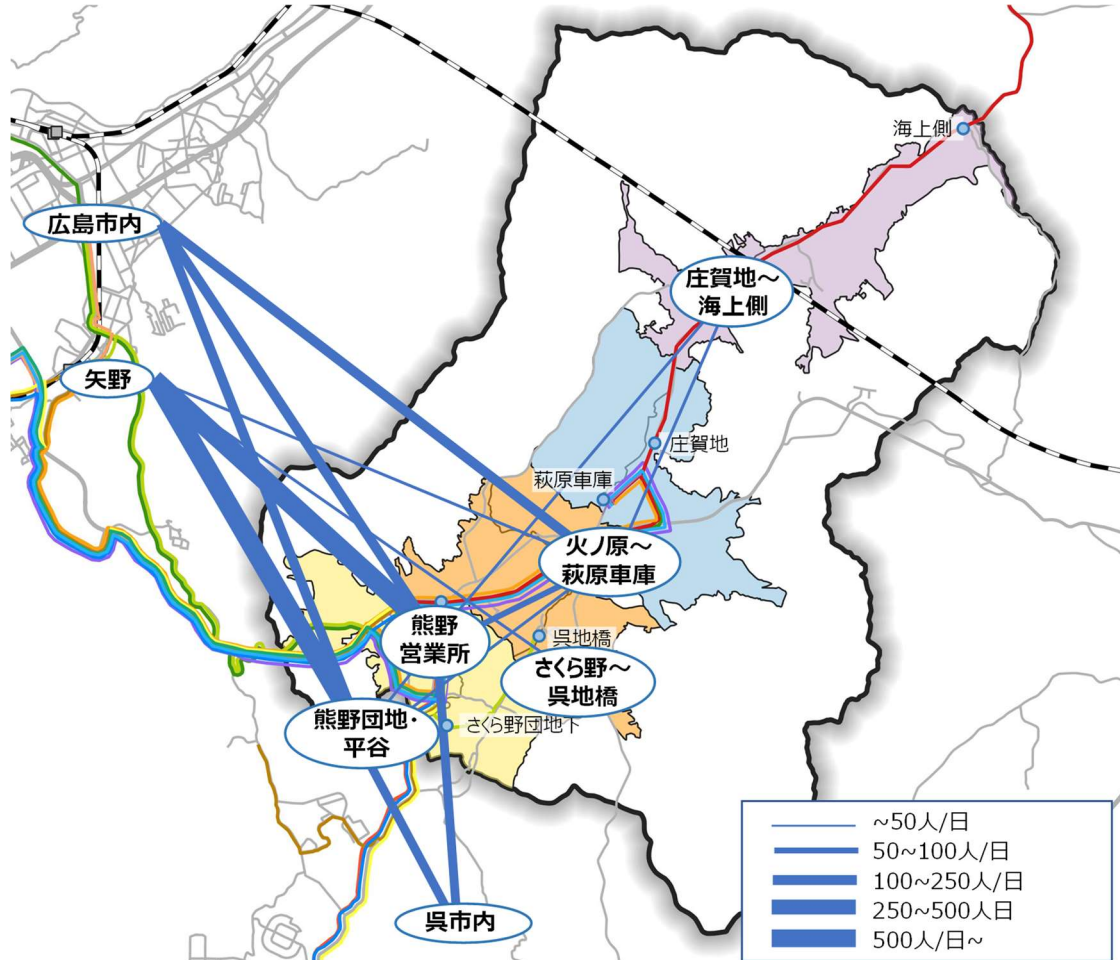 海上側
広島市内
庄賀地～
海上側
矢野
庄賀地
萩原車庫
火ノ原～
萩原車庫
熊野
営業所
呉地橋
さくら野～
呉地橋
熊野団地・
平谷
さくら野団地下
呉市内
~50人/日
50~100人/日
100~250人/日
250~500人日
500人/日~